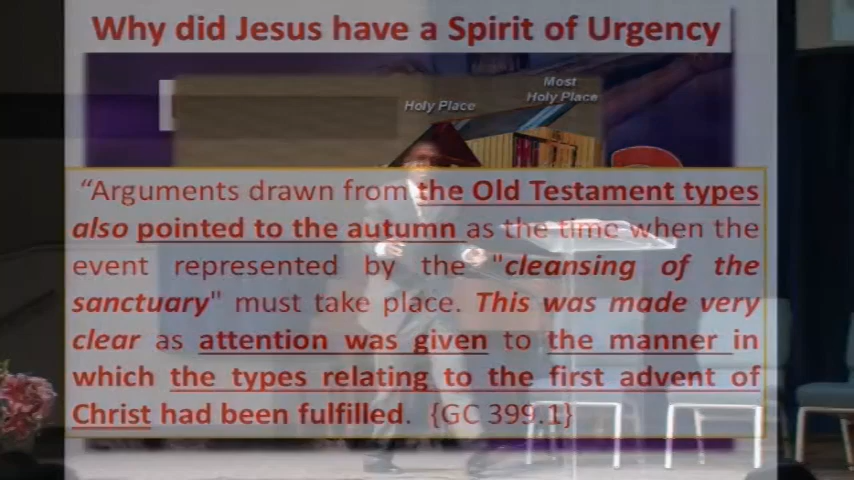 Why did Jesus have a Spirit of Urgency
Holy Place
Most
Holy Place
“Arguments drawn from the Old Testament types
also pointed to the autumn as the time when the
event represented by the "cleansing of the
sanctuary" must take place. This was made very
clear as attention was given to the manner in
which the types relating to the first advent of
Christ had been fulfilled. {GC 399.1}